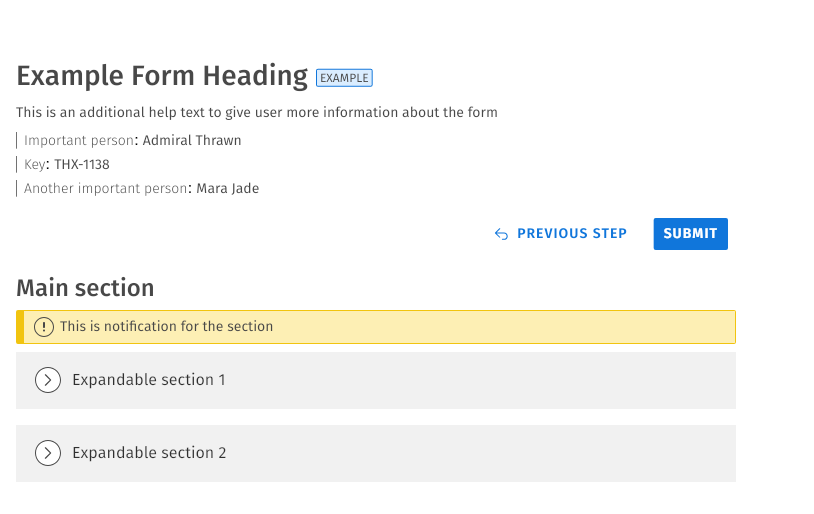 Example Form Heading EXAMPLE
This is an additional help text to give user more information about the form
Important person: Admiral Thrawn
Key: THX-1138
Another important person: Mara Jade
PREVIOUS STEP SUBMIT
Main section
This is notification for the section
Expandable section 1
Expandable section 2